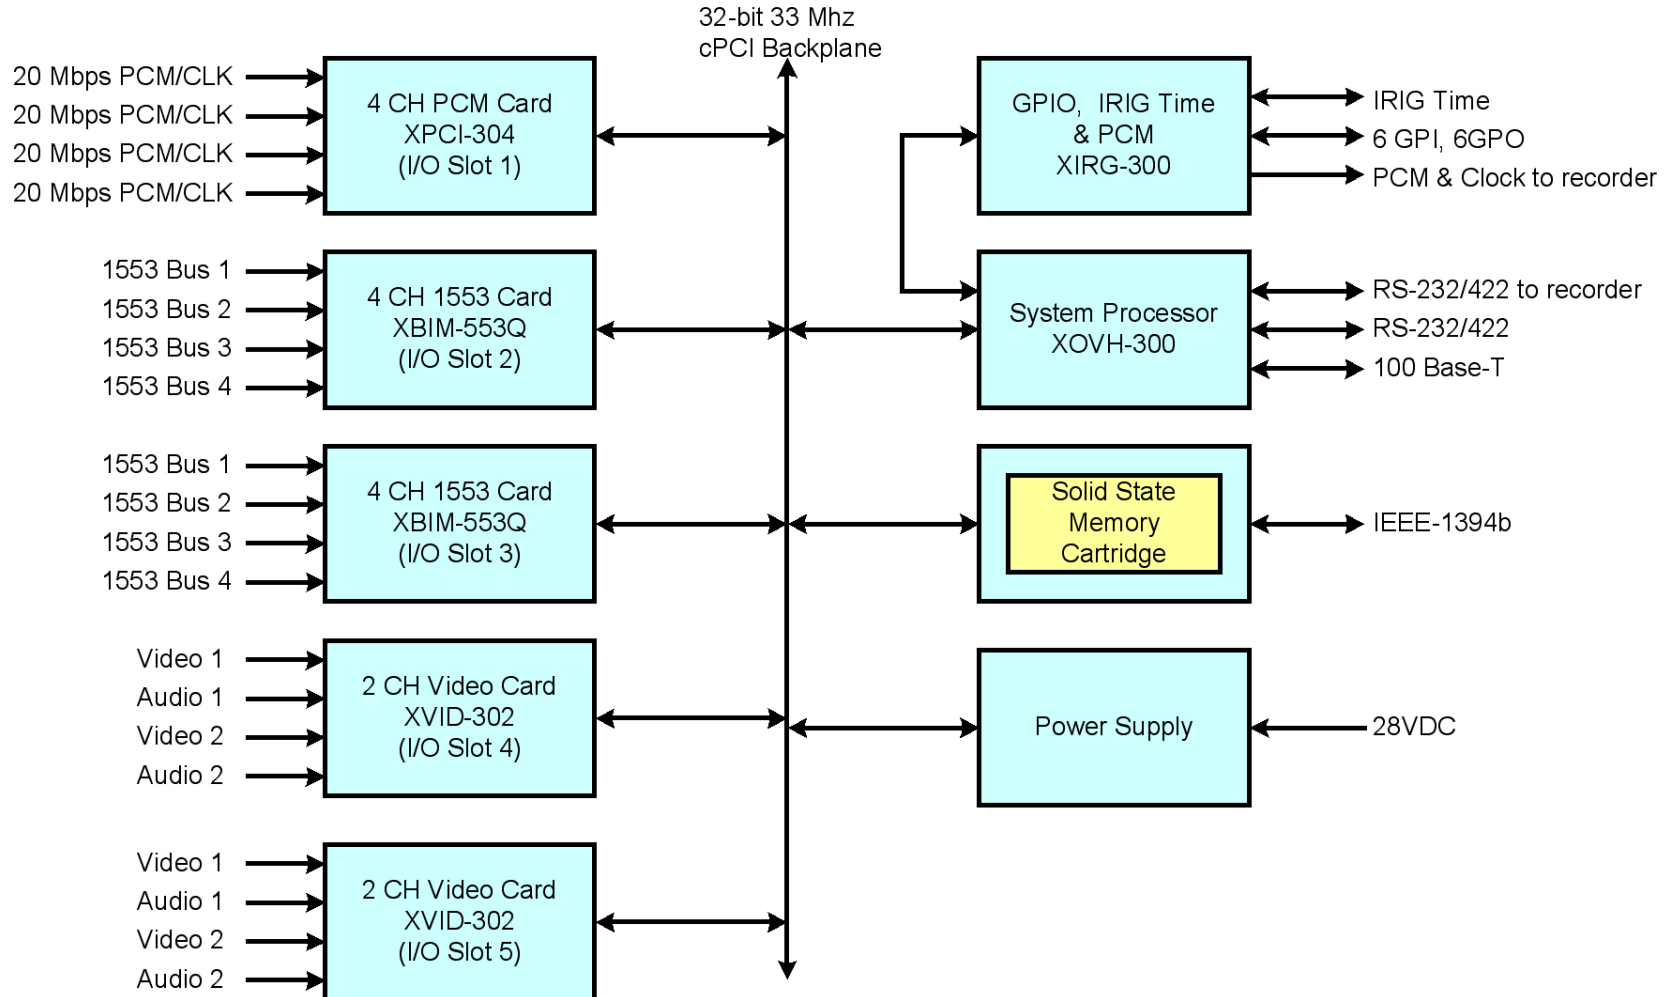 32-bit 33 Mhz
cPCI Backplane
20 Mbps PCM/CLK
20 Mbps PCM/CLK
20 Mbps PCM/CLK
20 Mbps PCM/CLK
4 CH PCM Card
XPCI-304
(I/O Slot 1)
GPIO, IRIG Time
& PCM
XIRG-300
IRIG Time
6 GPI, 6GPO
PCM & Clock to recorder
1553 Bus 1
1553 Bus 2
1553 Bus 3
1553 Bus 4
4 CH 1553 Card
XBIM-553Q
(I/O Slot 2)
System Processor
XOVH-300
RS-232/422 to recorder
RS-232/422
100 Base-T
1553 Bus 1
1553 Bus 2
1553 Bus 3
1553 Bus 4
4 CH 1553 Card
XBIM-553Q
(I/O Slot 3)
Solid State
Memory
Cartridge
IEEE-1394b
Video 1
Audio 1
Video 2
Audio 2
2 CH Video Card
XVID-302
(I/O Slot 4)
Power Supply
28VDC
Video 1
Audio 1
Video 2
Audio 2
2 CH Video Card
XVID-302
(I/O Slot 5)